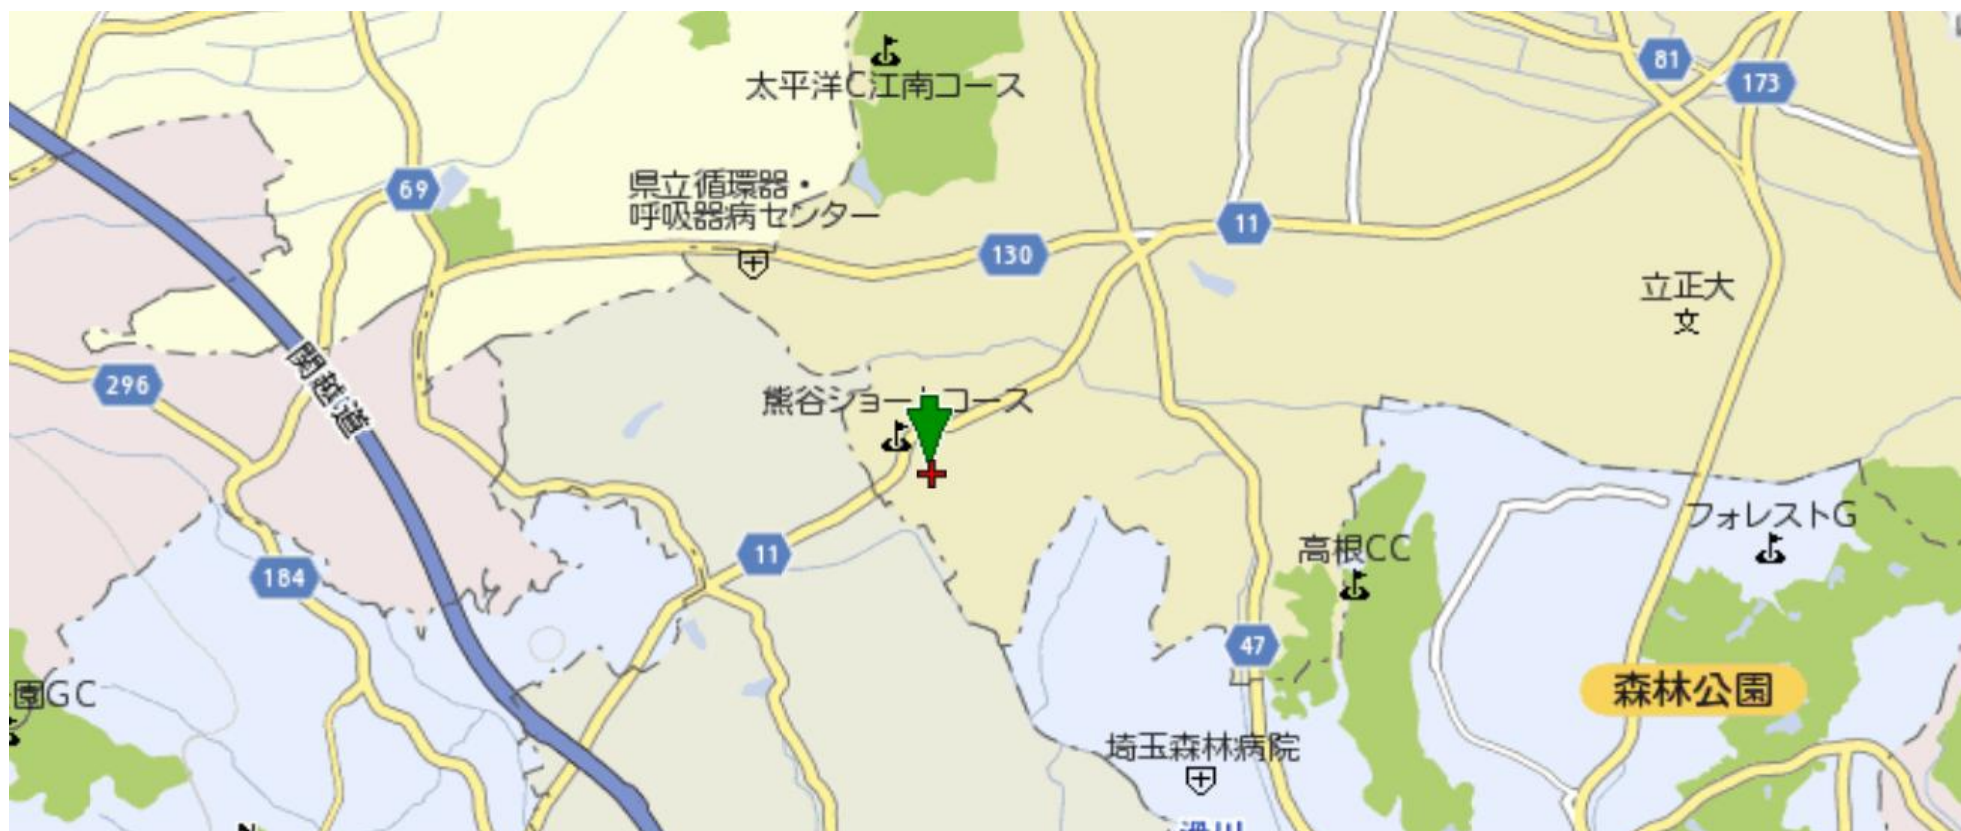 81
173
太平洋C江南コース
県立循環器・
呼吸器病センター
69
11
130
立正大
文
関越道
296
熊谷ショートコース
フォレストG
高根CC
11
184
47
園GC
森林公園
埼玉森林病院
滑川